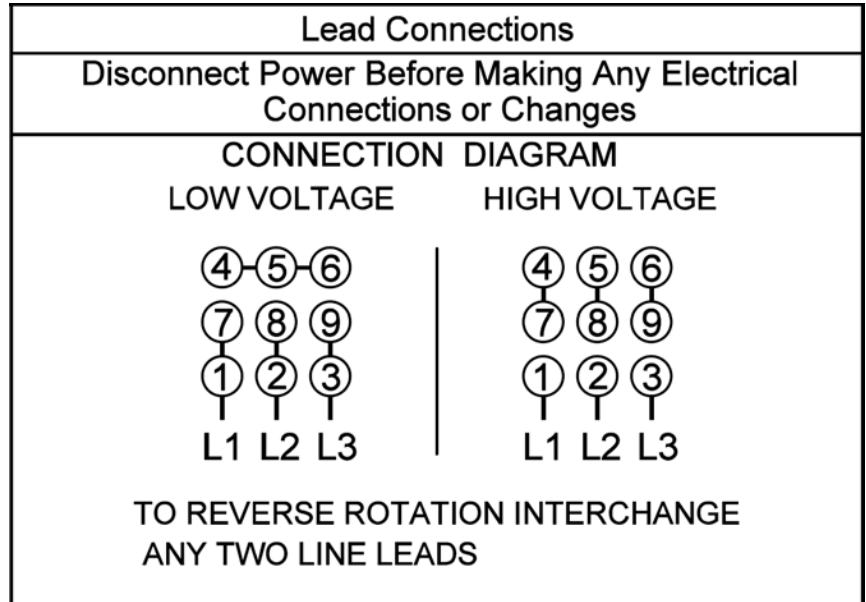 Lead Connections
Disconnect Power Before Making Any Electrical
Connections or Changes
CONNECTION DIAGRAM
LOW VOLTAGE HIGH VOLTAGE
4 5 6 4 5 6
7 8 9 7 8 9
1 2 3 1 2 3
L1 L2 L3 L1 L2 L3
TO REVERSE ROTATION INTERCHANGE
ANY TWO LINE LEADS